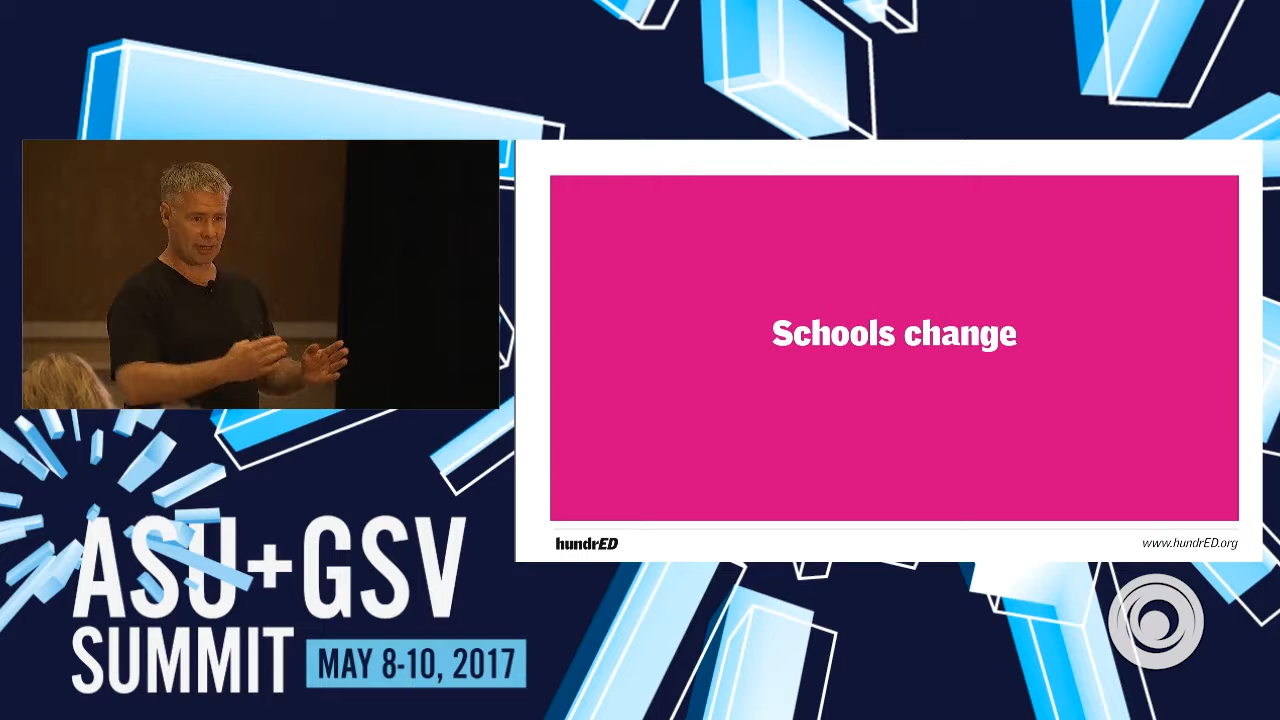 Schools change
hundrED
www.hundrED.org
ASU+GSV
SUMMIT
MAY 8-10, 2017